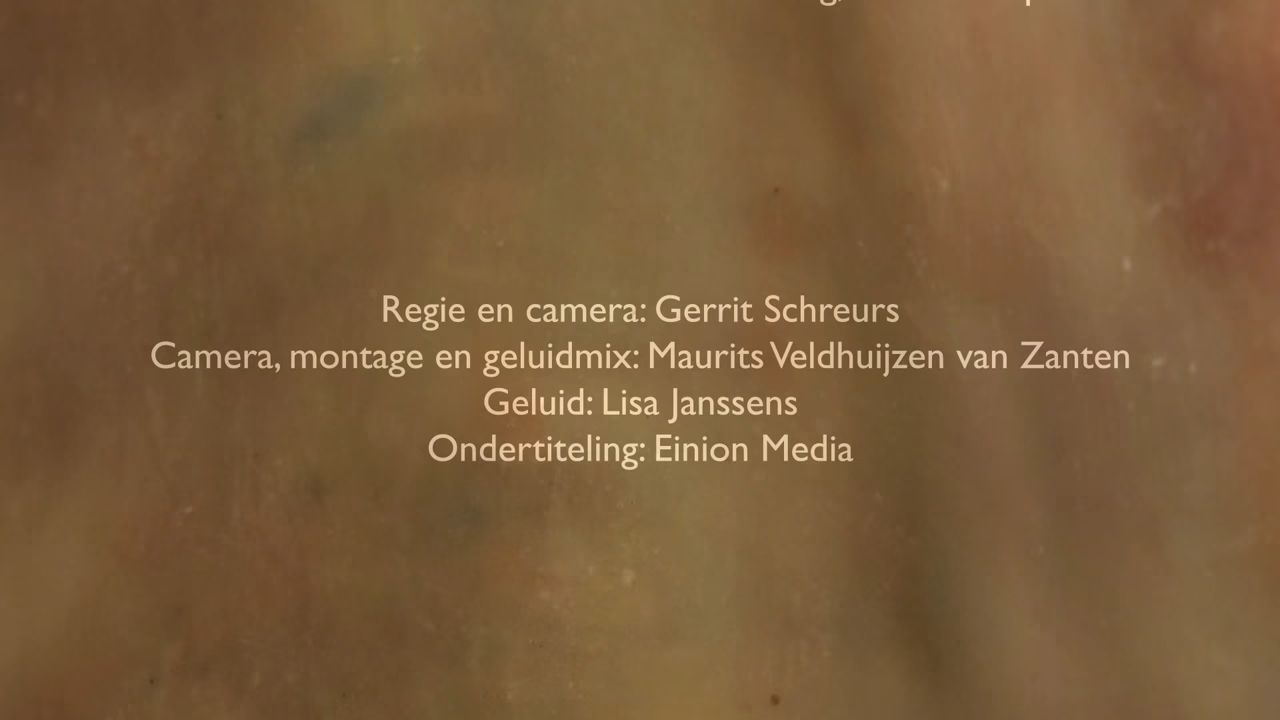 Regie en camera: Gerrit Schreurs
Camera, montage en geluidmix: Maurits Veldhuijzen van Zanten
Geluid: Lisa Janssens
Ondertiteling: Einion Media